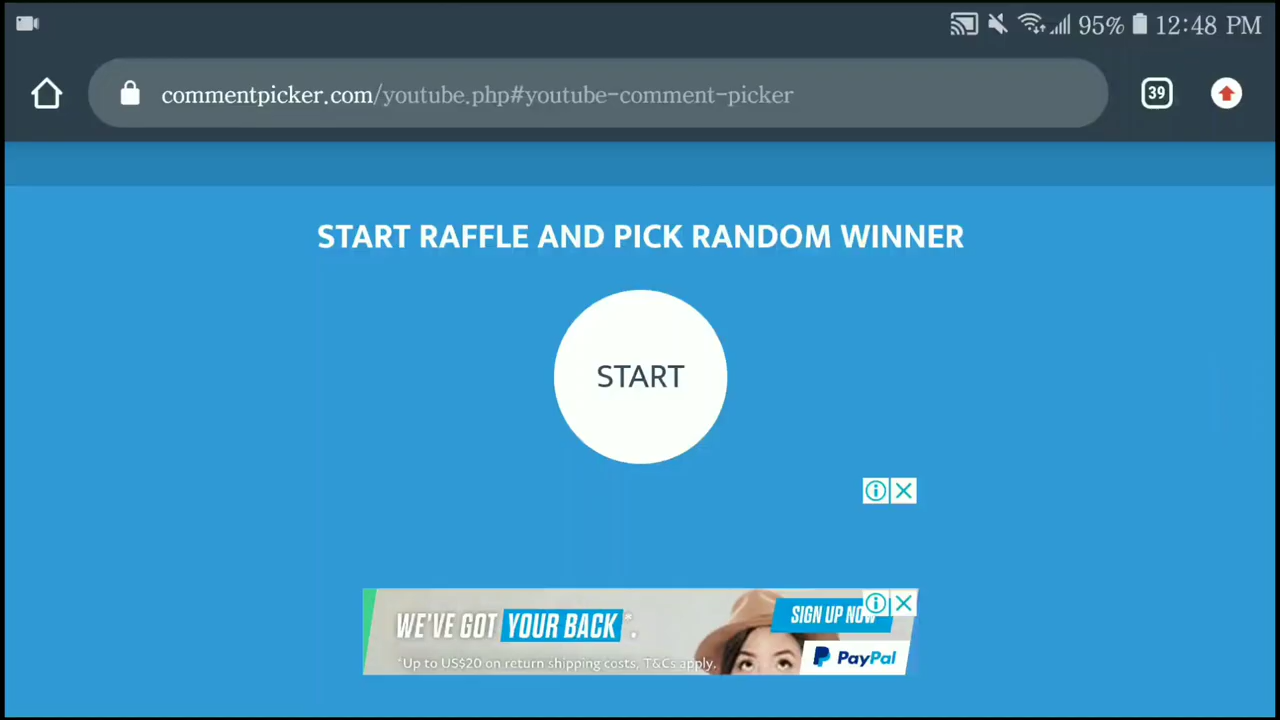 95% 12:48 PM
commentpicker.com/youtube.php#youtube-comment-picker
39
START RAFFLE AND PICK RANDOM WINNER
START
WE'VE GOT YOUR BACK*.
SIGN UP NOW
*Up to US$20 on return shipping costs, T&Cs apply.
PayPal